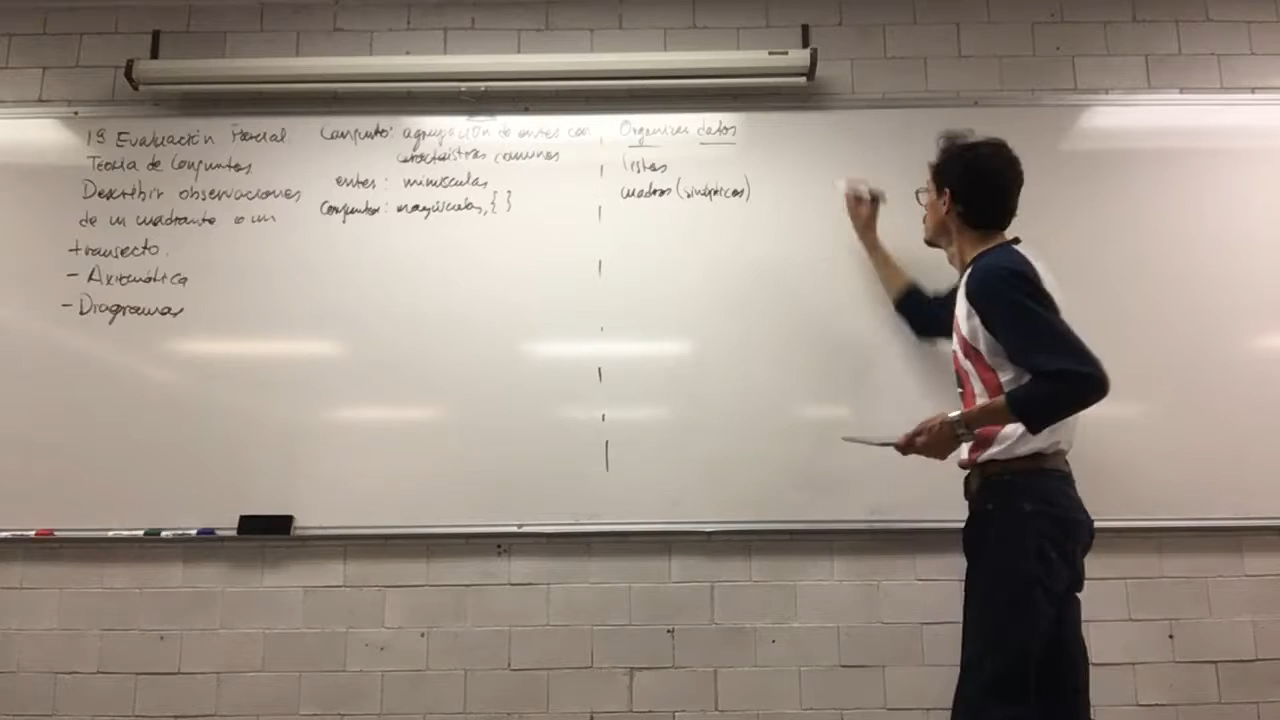 1ª Evaluación Parcial
Teoría de Conjuntos
Describir observaciones
de un cuadrante o un
transecto.
- Axiomática
- Diagramas
Conjunto: agrupación de entes con
características comunes
entes: minúsculas
Conjuntos: mayúsculas, { }
Organizar datos
listas
cuadros (sinópticos)